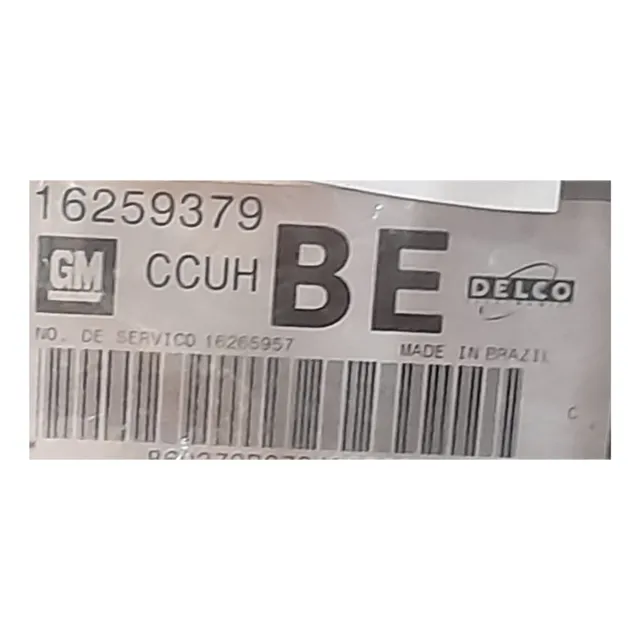 16259379
GM CCUH BE DELCO
NO. DE SERVICO 16265957
MADE IN BRAZIL
C